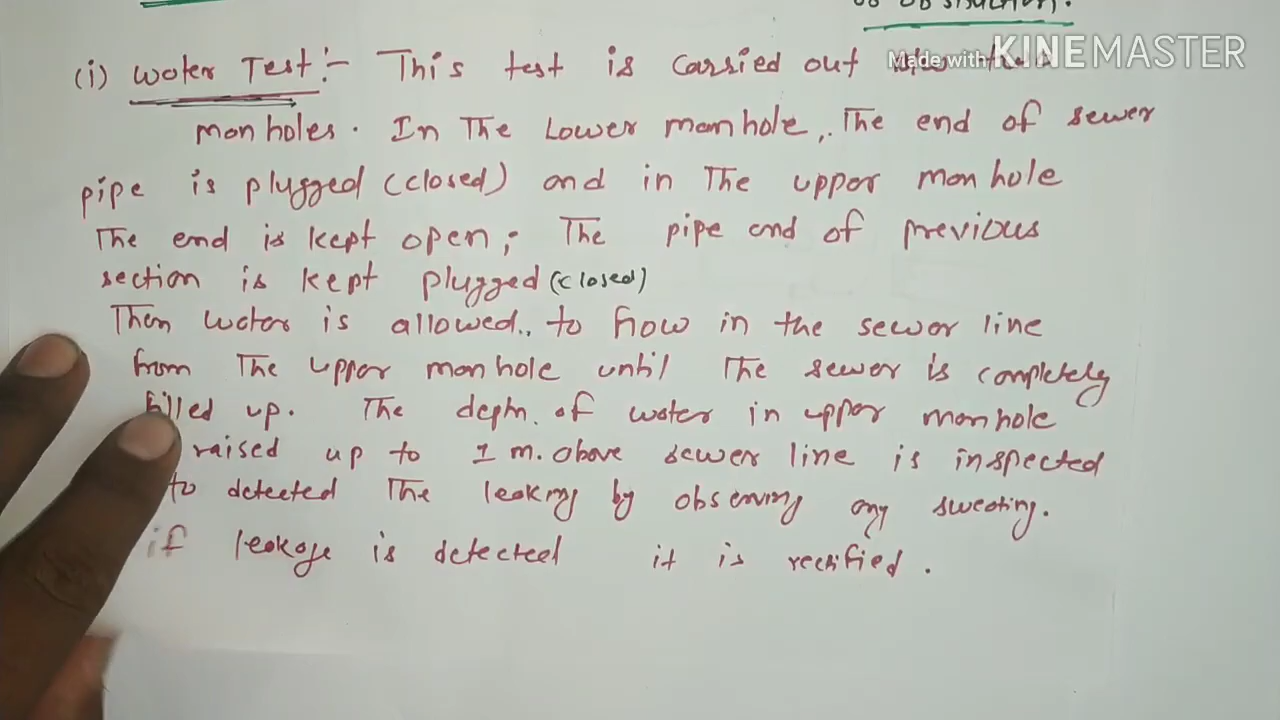 (i) Water Test :- This test is carried out
Made with KINEMASTER
manholes. In The Lower manhole, The end of sewer
pipe is plugged (closed) and in The upper manhole
The end is kept open; The pipe end of previous
section is kept plugged (closed)
Then water is allowed to flow in the sewer line
from The upper manhole until The sewer is completely
filled up. The depth of water in upper manhole
raised up to 1 m. above sewer line is inspected
to detected The leaking by observing any sweating.
if leakage is detected it is rectified.